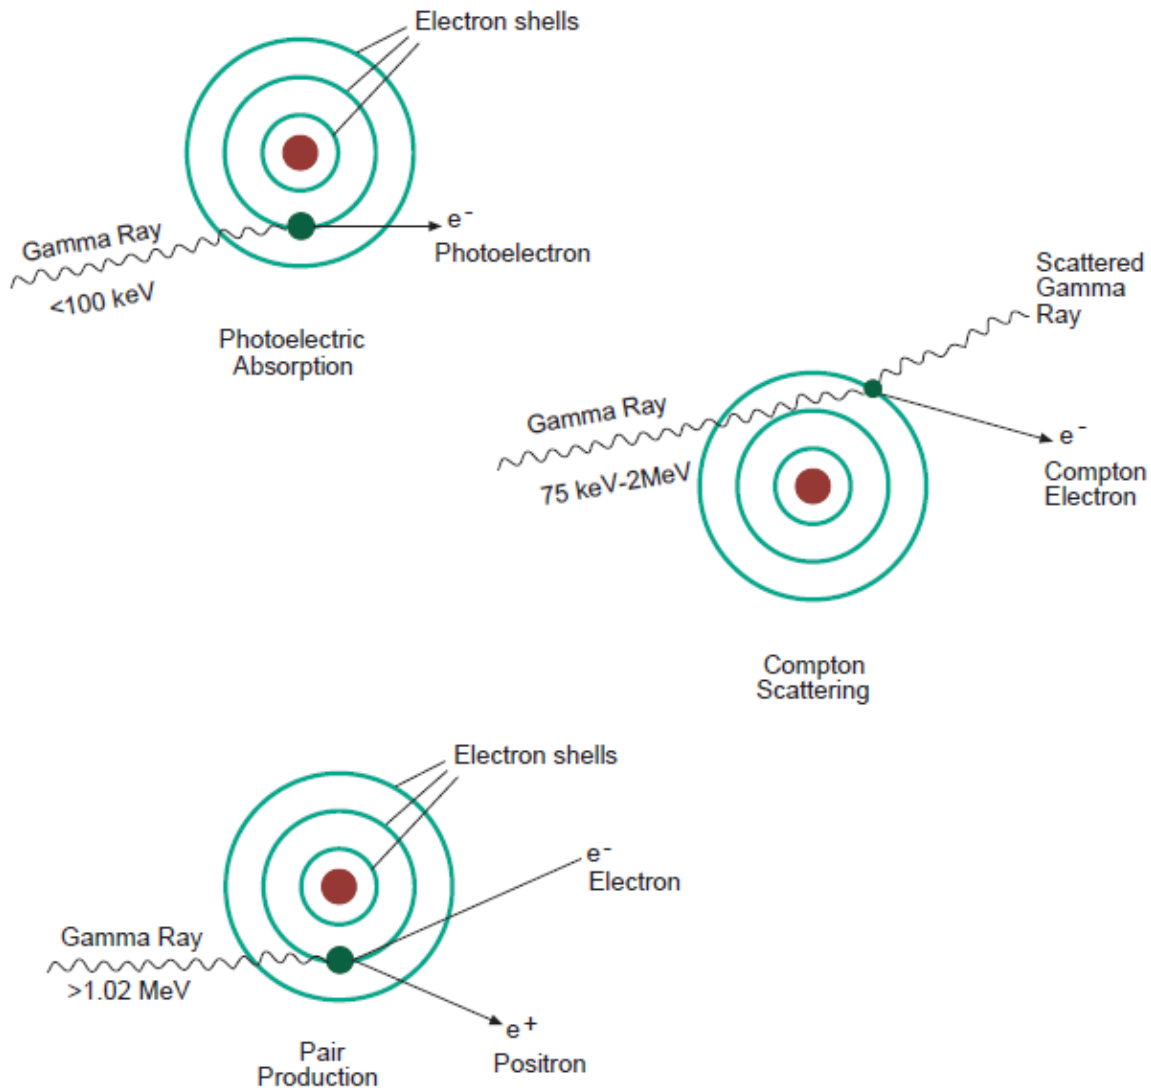 Electron shells
e-
Photoelectron
Gamma Ray
<100 keV
Photoelectric
Absorption
Scattered
Gamma
Ray
Gamma Ray
75 keV-2MeV
e-
Compton
Electron
Compton
Scattering
Electron shells
e-
Electron
Gamma Ray
>1.02 MeV
e+
Positron
Pair
Production